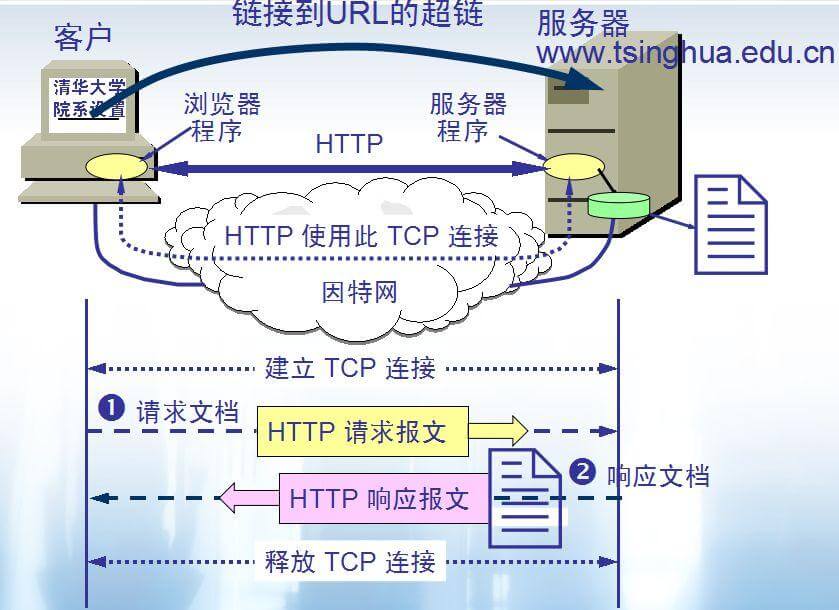 链接到URL的超链
客户
服务器
www.tsinghua.edu.cn
清华大学
院系设置
浏览器
程序
服务器
程序
HTTP
HTTP 使用此 TCP 连接
因特网
建立 TCP 连接
❶ 请求文档
HTTP 请求报文
HTTP 响应报文
❷ 响应文档
释放 TCP 连接